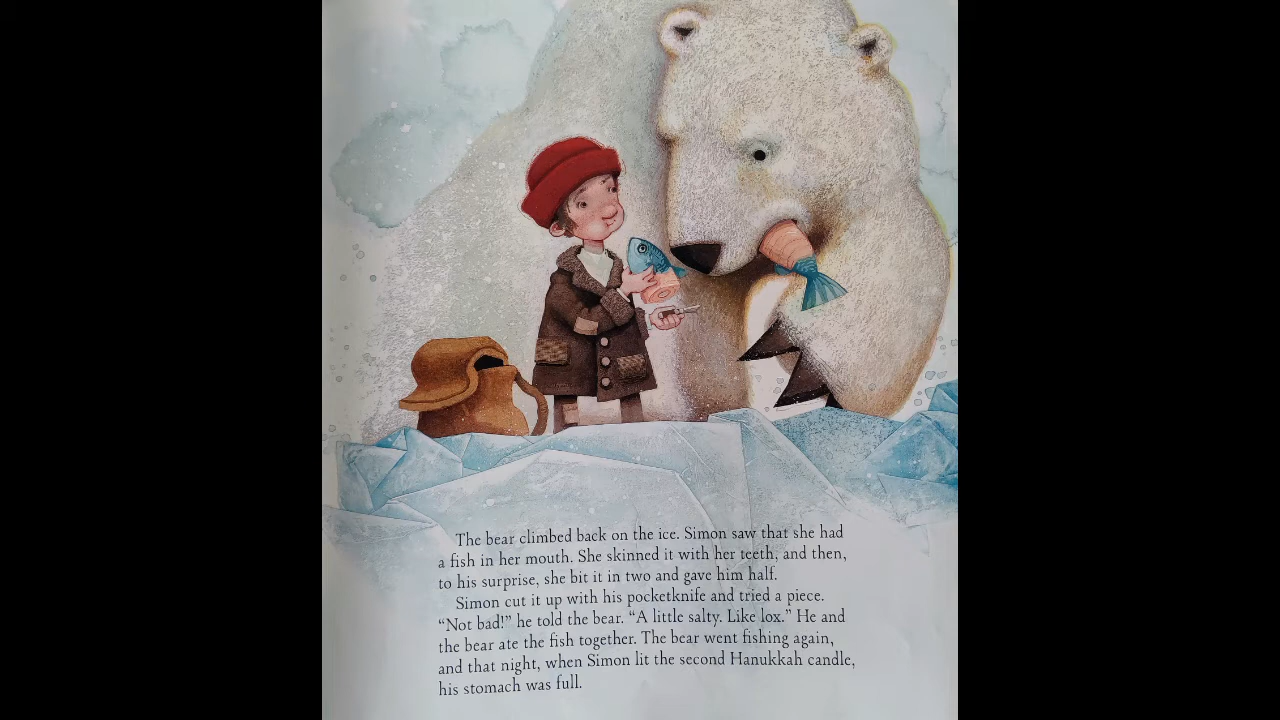 The bear climbed back on the ice. Simon saw that she had
a fish in her mouth. She skinned it with her teeth, and then,
to his surprise, she bit it in two and gave him half.
Simon cut it up with his pocketknife and tried a piece.
“Not bad!” he told the bear. “A little salty. Like lox.” He and
the bear ate the fish together. The bear went fishing again,
and that night, when Simon lit the second Hanukkah candle,
his stomach was full.